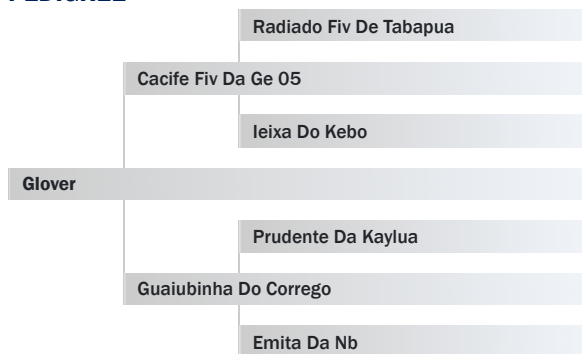 Radiado Fiv De Tabapua
Cacife Fiv Da Ge 05
Ieixa Do Kebo
Glover
Prudente Da Kaylua
Guaiubinha Do Corrego
Emita Da Nb